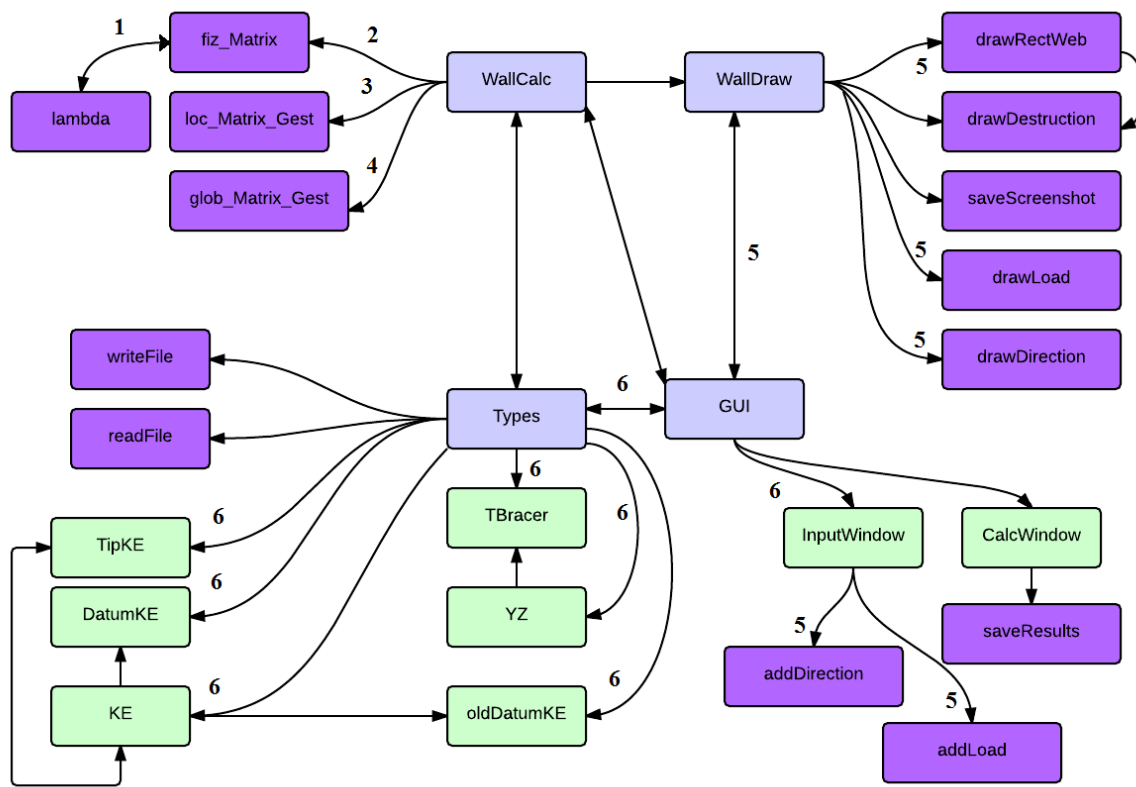 1
fiz_Matrix
2
WallCalc
WallDraw
drawRectWeb
5
3
lambda
loc_Matrix_Gest
drawDestruction
4
glob_Matrix_Gest
saveScreenshot
5
5
drawLoad
5
drawDirection
writeFile
6
Types
GUI
readFile
6
6
TBracer
6
6
TipKE
InputWindow
CalcWindow
6
DatumKE
YZ
5
saveResults
addDirection
6
6
KE
oldDatumKE
5
addLoad